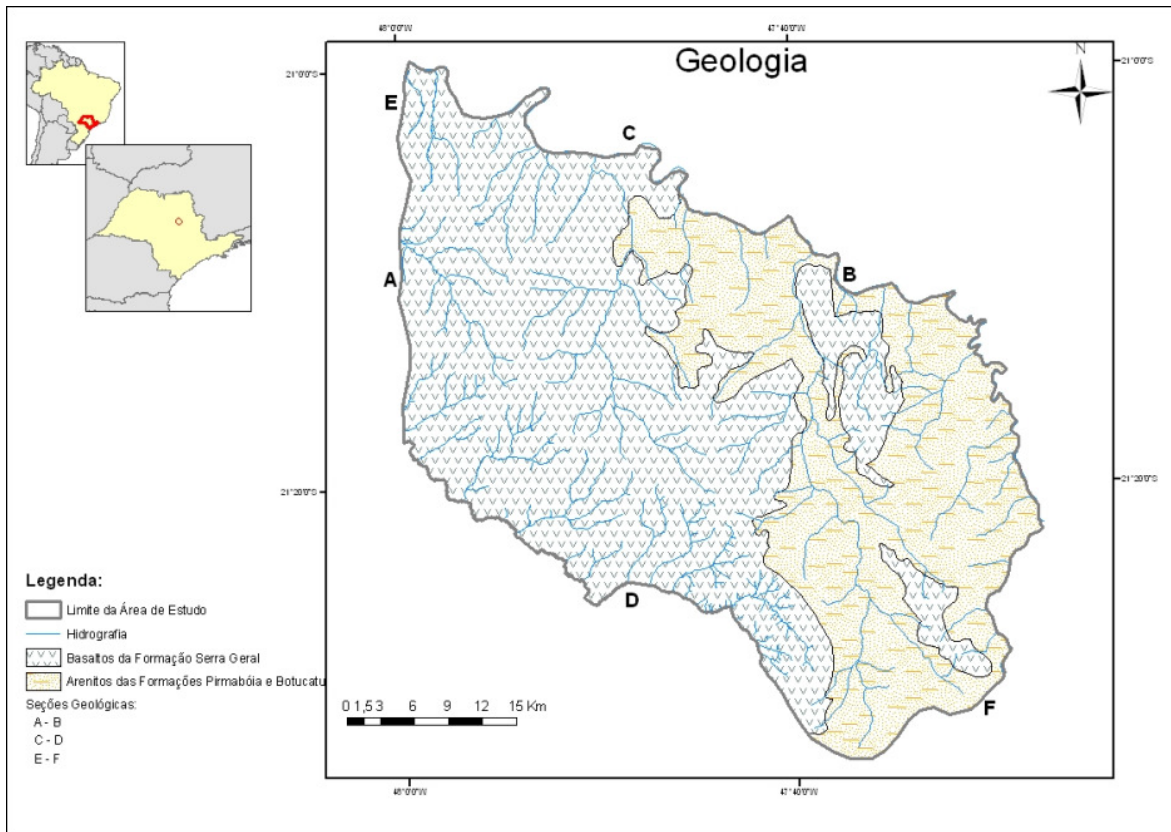 48°0'0"W
47°40'0"W
Geologia
N
21°0'0"S
21°0'0"S
E
C
A
B
21°20'0"S
21°20'0"S
D
F
Legenda:
Limite da Área de Estudo
Hidrografia
Basaltos da Formação Serra Geral
Arenitos das Formações Pirmabóia e Botucatu
Seções Geológicas:
A - B
C - D
E - F
0 1,5 3 6 9 12 15 Km
48°0'0"W
47°40'0"W